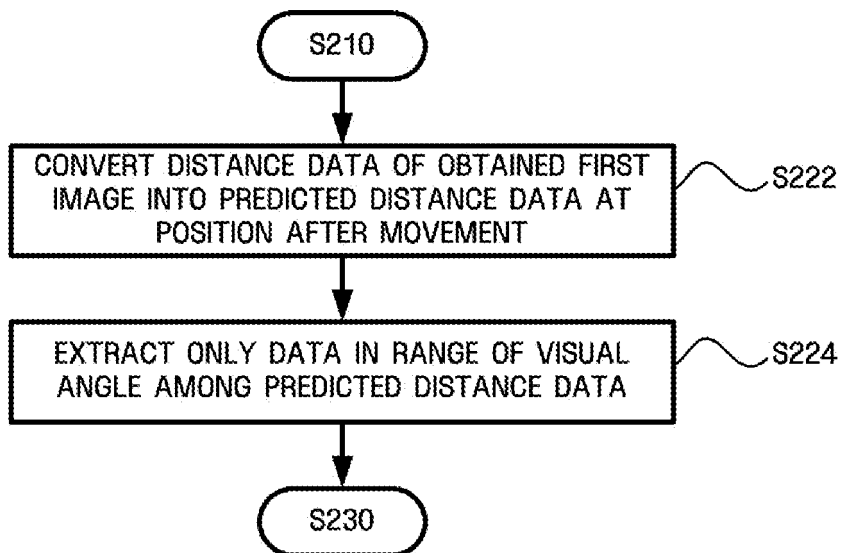 S210
CONVERT DISTANCE DATA OF OBTAINED FIRST
IMAGE INTO PREDICTED DISTANCE DATA AT
POSITION AFTER MOVEMENT
S222
EXTRACT ONLY DATA IN RANGE OF VISUAL
ANGLE AMONG PREDICTED DISTANCE DATA
S224
S230